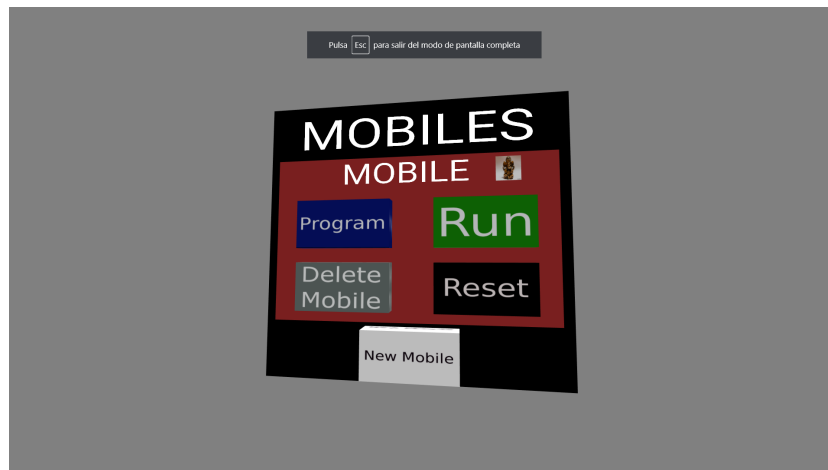 Pulsa Esc para salir del modo de pantalla completa
MOBILES
MOBILE
Program
Run
Delete
Mobile
Reset
New Mobile